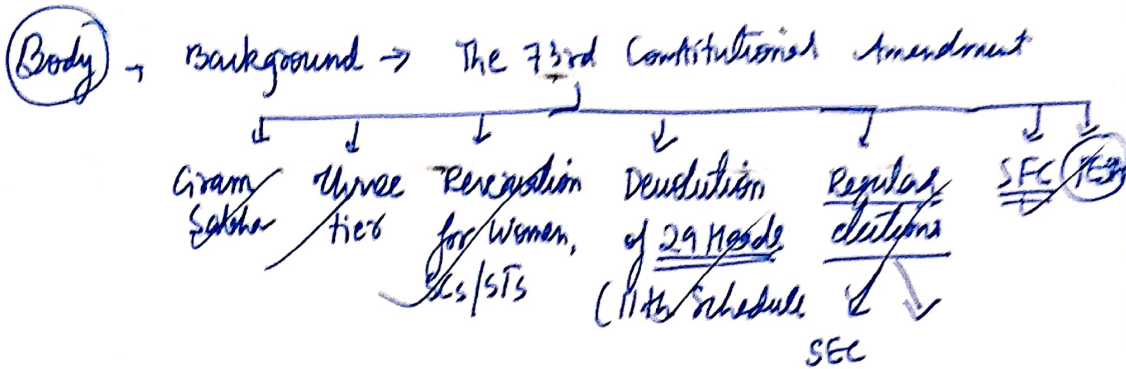 Body → Background → The 73rd Constitutional Amendment
Gram Three Reservation Devolution Regular SFC
Sabha tier for Women, of 29 Heads elections
SCs/STs (11th Schedule
SEC